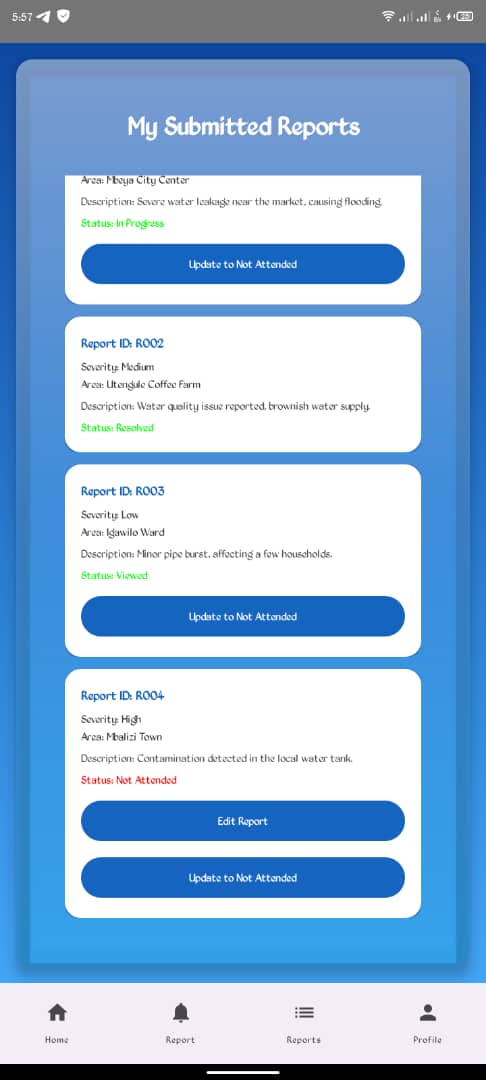 5:57
25
My Submitted Reports
Area: Mbeya City Center
Description: Severe water leakage near the market, causing flooding.
Status: In Progress
Update to Not Attended
Report ID: R002
Severity: Medium
Area: Utengule Coffee Farm
Description: Water quality issue reported, brownish water supply.
Status: Resolved
Report ID: R003
Severity: Low
Area: Igawilo Ward
Description: Minor pipe burst, affecting a few households.
Status: Viewed
Update to Not Attended
Report ID: R004
Severity: High
Area: Mbalizi Town
Description: Contamination detected in the local water tank.
Status: Not Attended
Edit Report
Update to Not Attended
Home
Report
Reports
Profile